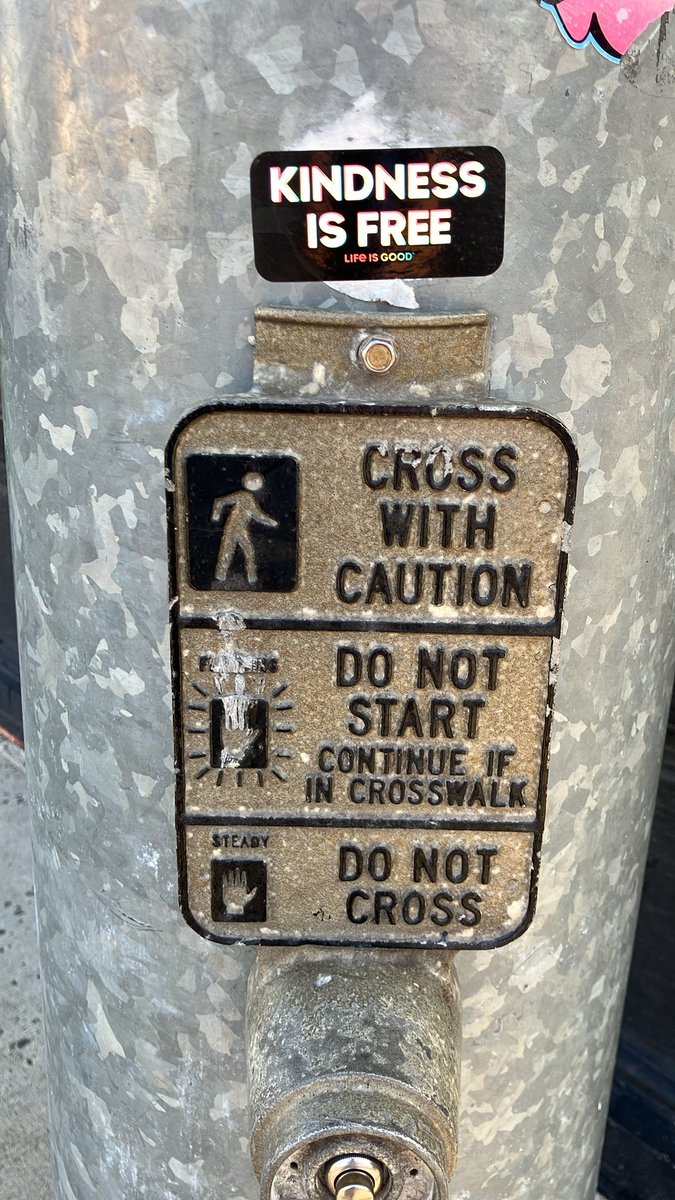 KINDNESS
IS FREE
LIFE IS GOOD
CROSS
WITH
CAUTION
DO NOT
START
CONTINUE IF
IN CROSSWALK
STEADY
DO NOT
CROSS